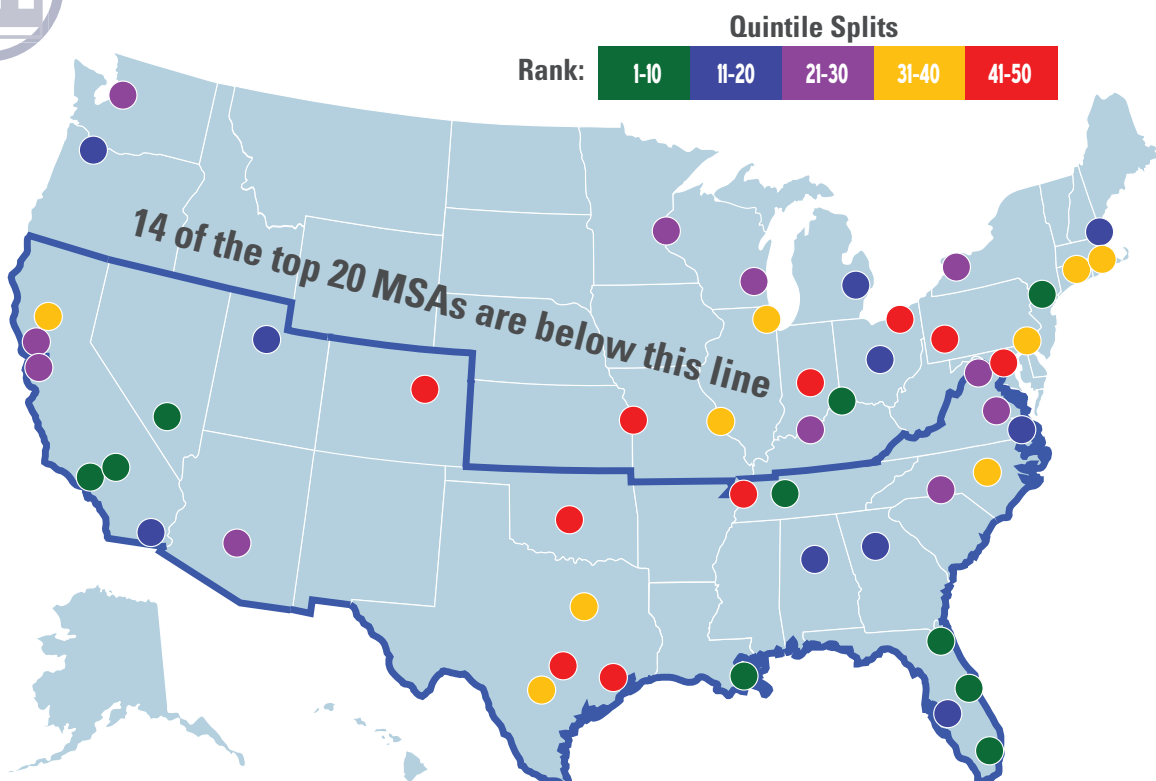 Quintile Splits
Rank: 1-10 11-20 21-30 31-40 41-50
14 of the top 20 MSAs are below this line